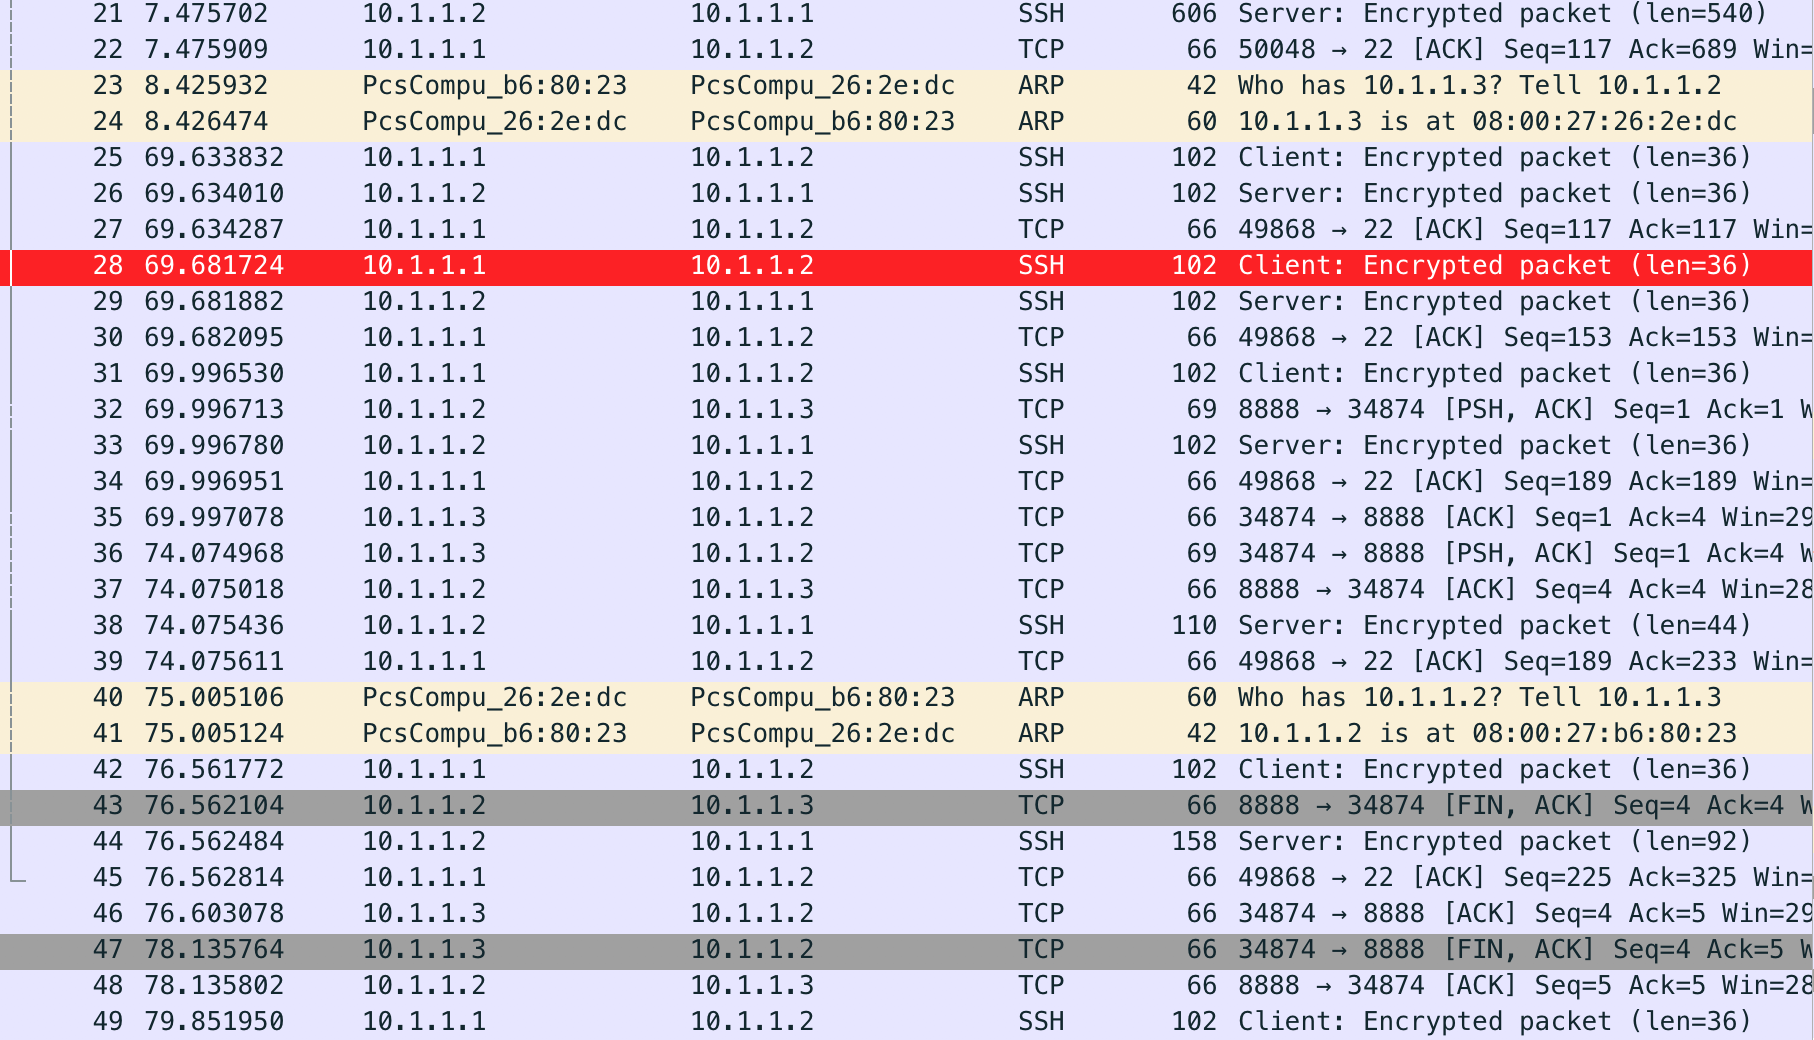 21 7.475702 10.1.1.2 10.1.1.1 SSH 606 Server: Encrypted packet (len=540)
22 7.475909 10.1.1.1 10.1.1.2 TCP 66 50048 → 22 [ACK] Seq=117 Ack=689 Win=
23 8.425932 PcsCompu_b6:80:23 PcsCompu_26:2e:dc ARP 42 Who has 10.1.1.3? Tell 10.1.1.2
24 8.426474 PcsCompu_26:2e:dc PcsCompu_b6:80:23 ARP 60 10.1.1.3 is at 08:00:27:26:2e:dc
25 69.633832 10.1.1.1 10.1.1.2 SSH 102 Client: Encrypted packet (len=36)
26 69.634010 10.1.1.2 10.1.1.1 SSH 102 Server: Encrypted packet (len=36)
27 69.634287 10.1.1.1 10.1.1.2 TCP 66 49868 → 22 [ACK] Seq=117 Ack=117 Win=
28 69.681724 10.1.1.1 10.1.1.2 SSH 102 Client: Encrypted packet (len=36)
29 69.681882 10.1.1.2 10.1.1.1 SSH 102 Server: Encrypted packet (len=36)
30 69.682095 10.1.1.1 10.1.1.2 TCP 66 49868 → 22 [ACK] Seq=153 Ack=153 Win=
31 69.996530 10.1.1.1 10.1.1.2 SSH 102 Client: Encrypted packet (len=36)
32 69.996713 10.1.1.2 10.1.1.3 TCP 69 8888 → 34874 [PSH, ACK] Seq=1 Ack=1 W
33 69.996780 10.1.1.2 10.1.1.1 SSH 102 Server: Encrypted packet (len=36)
34 69.996951 10.1.1.1 10.1.1.2 TCP 66 49868 → 22 [ACK] Seq=189 Ack=189 Win=
35 69.997078 10.1.1.3 10.1.1.2 TCP 66 34874 → 8888 [ACK] Seq=1 Ack=4 Win=29
36 74.074968 10.1.1.3 10.1.1.2 TCP 69 34874 → 8888 [PSH, ACK] Seq=1 Ack=4 W
37 74.075018 10.1.1.2 10.1.1.3 TCP 66 8888 → 34874 [ACK] Seq=4 Ack=4 Win=28
38 74.075436 10.1.1.2 10.1.1.1 SSH 110 Server: Encrypted packet (len=44)
39 74.075611 10.1.1.1 10.1.1.2 TCP 66 49868 → 22 [ACK] Seq=189 Ack=233 Win=
40 75.005106 PcsCompu_26:2e:dc PcsCompu_b6:80:23 ARP 60 Who has 10.1.1.2? Tell 10.1.1.3
41 75.005124 PcsCompu_b6:80:23 PcsCompu_26:2e:dc ARP 42 10.1.1.2 is at 08:00:27:b6:80:23
42 76.561772 10.1.1.1 10.1.1.2 SSH 102 Client: Encrypted packet (len=36)
43 76.562104 10.1.1.2 10.1.1.3 TCP 66 8888 → 34874 [FIN, ACK] Seq=4 Ack=4 W
44 76.562484 10.1.1.2 10.1.1.1 SSH 158 Server: Encrypted packet (len=92)
45 76.562814 10.1.1.1 10.1.1.2 TCP 66 49868 → 22 [ACK] Seq=225 Ack=325 Win=
46 76.603078 10.1.1.3 10.1.1.2 TCP 66 34874 → 8888 [ACK] Seq=4 Ack=5 Win=29
47 78.135764 10.1.1.3 10.1.1.2 TCP 66 34874 → 8888 [FIN, ACK] Seq=4 Ack=5 W
48 78.135802 10.1.1.2 10.1.1.3 TCP 66 8888 → 34874 [ACK] Seq=5 Ack=5 Win=28
49 79.851950 10.1.1.1 10.1.1.2 SSH 102 Client: Encrypted packet (len=36)